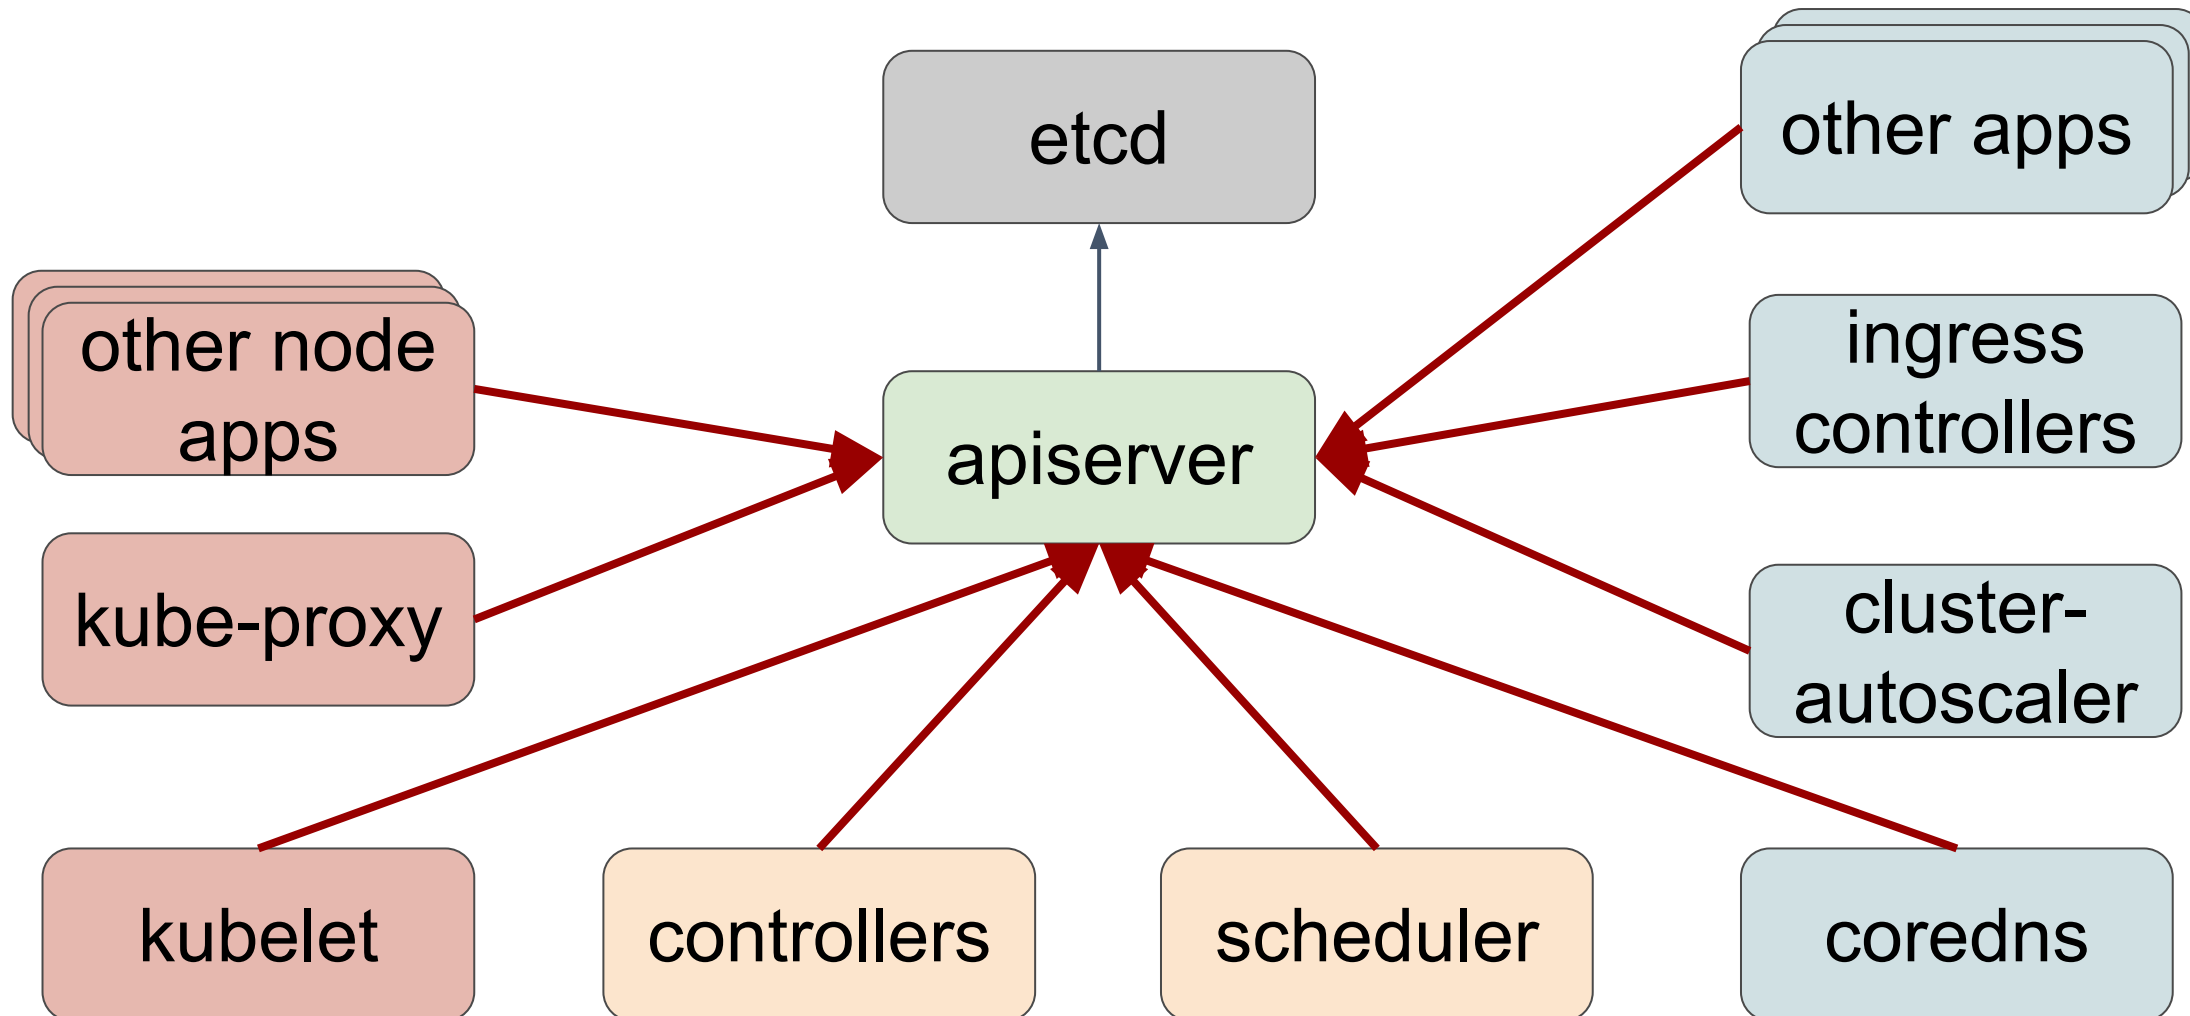 etcd
other apps
other node
apps
ingress
controllers
apiserver
kube-proxy
cluster-
autoscaler
kubelet
controllers
scheduler
coredns